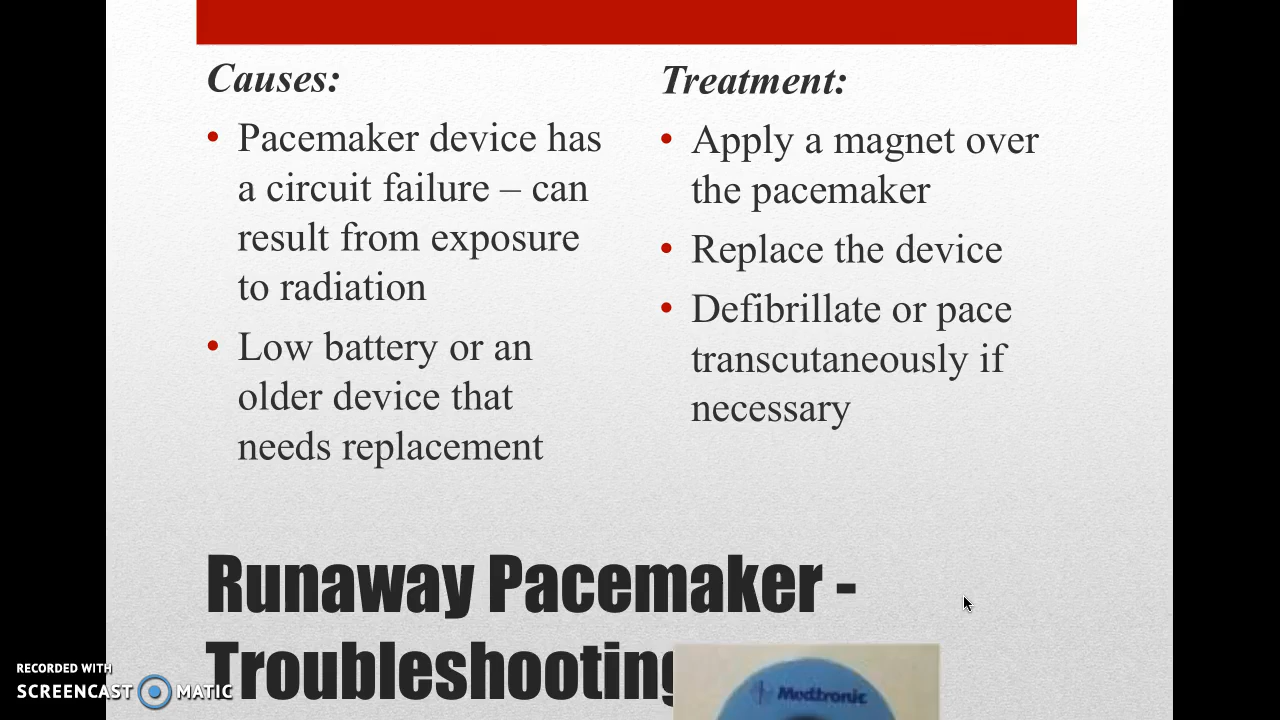 Causes:
• Pacemaker device has
a circuit failure – can
result from exposure
to radiation
• Low battery or an
older device that
needs replacement
Treatment:
• Apply a magnet over
the pacemaker
• Replace the device
• Defibrillate or pace
transcutaneously if
necessary
Runaway Pacemaker -
Troubleshooting
Medtronic
RECORDED WITH
SCREENCAST MATIC